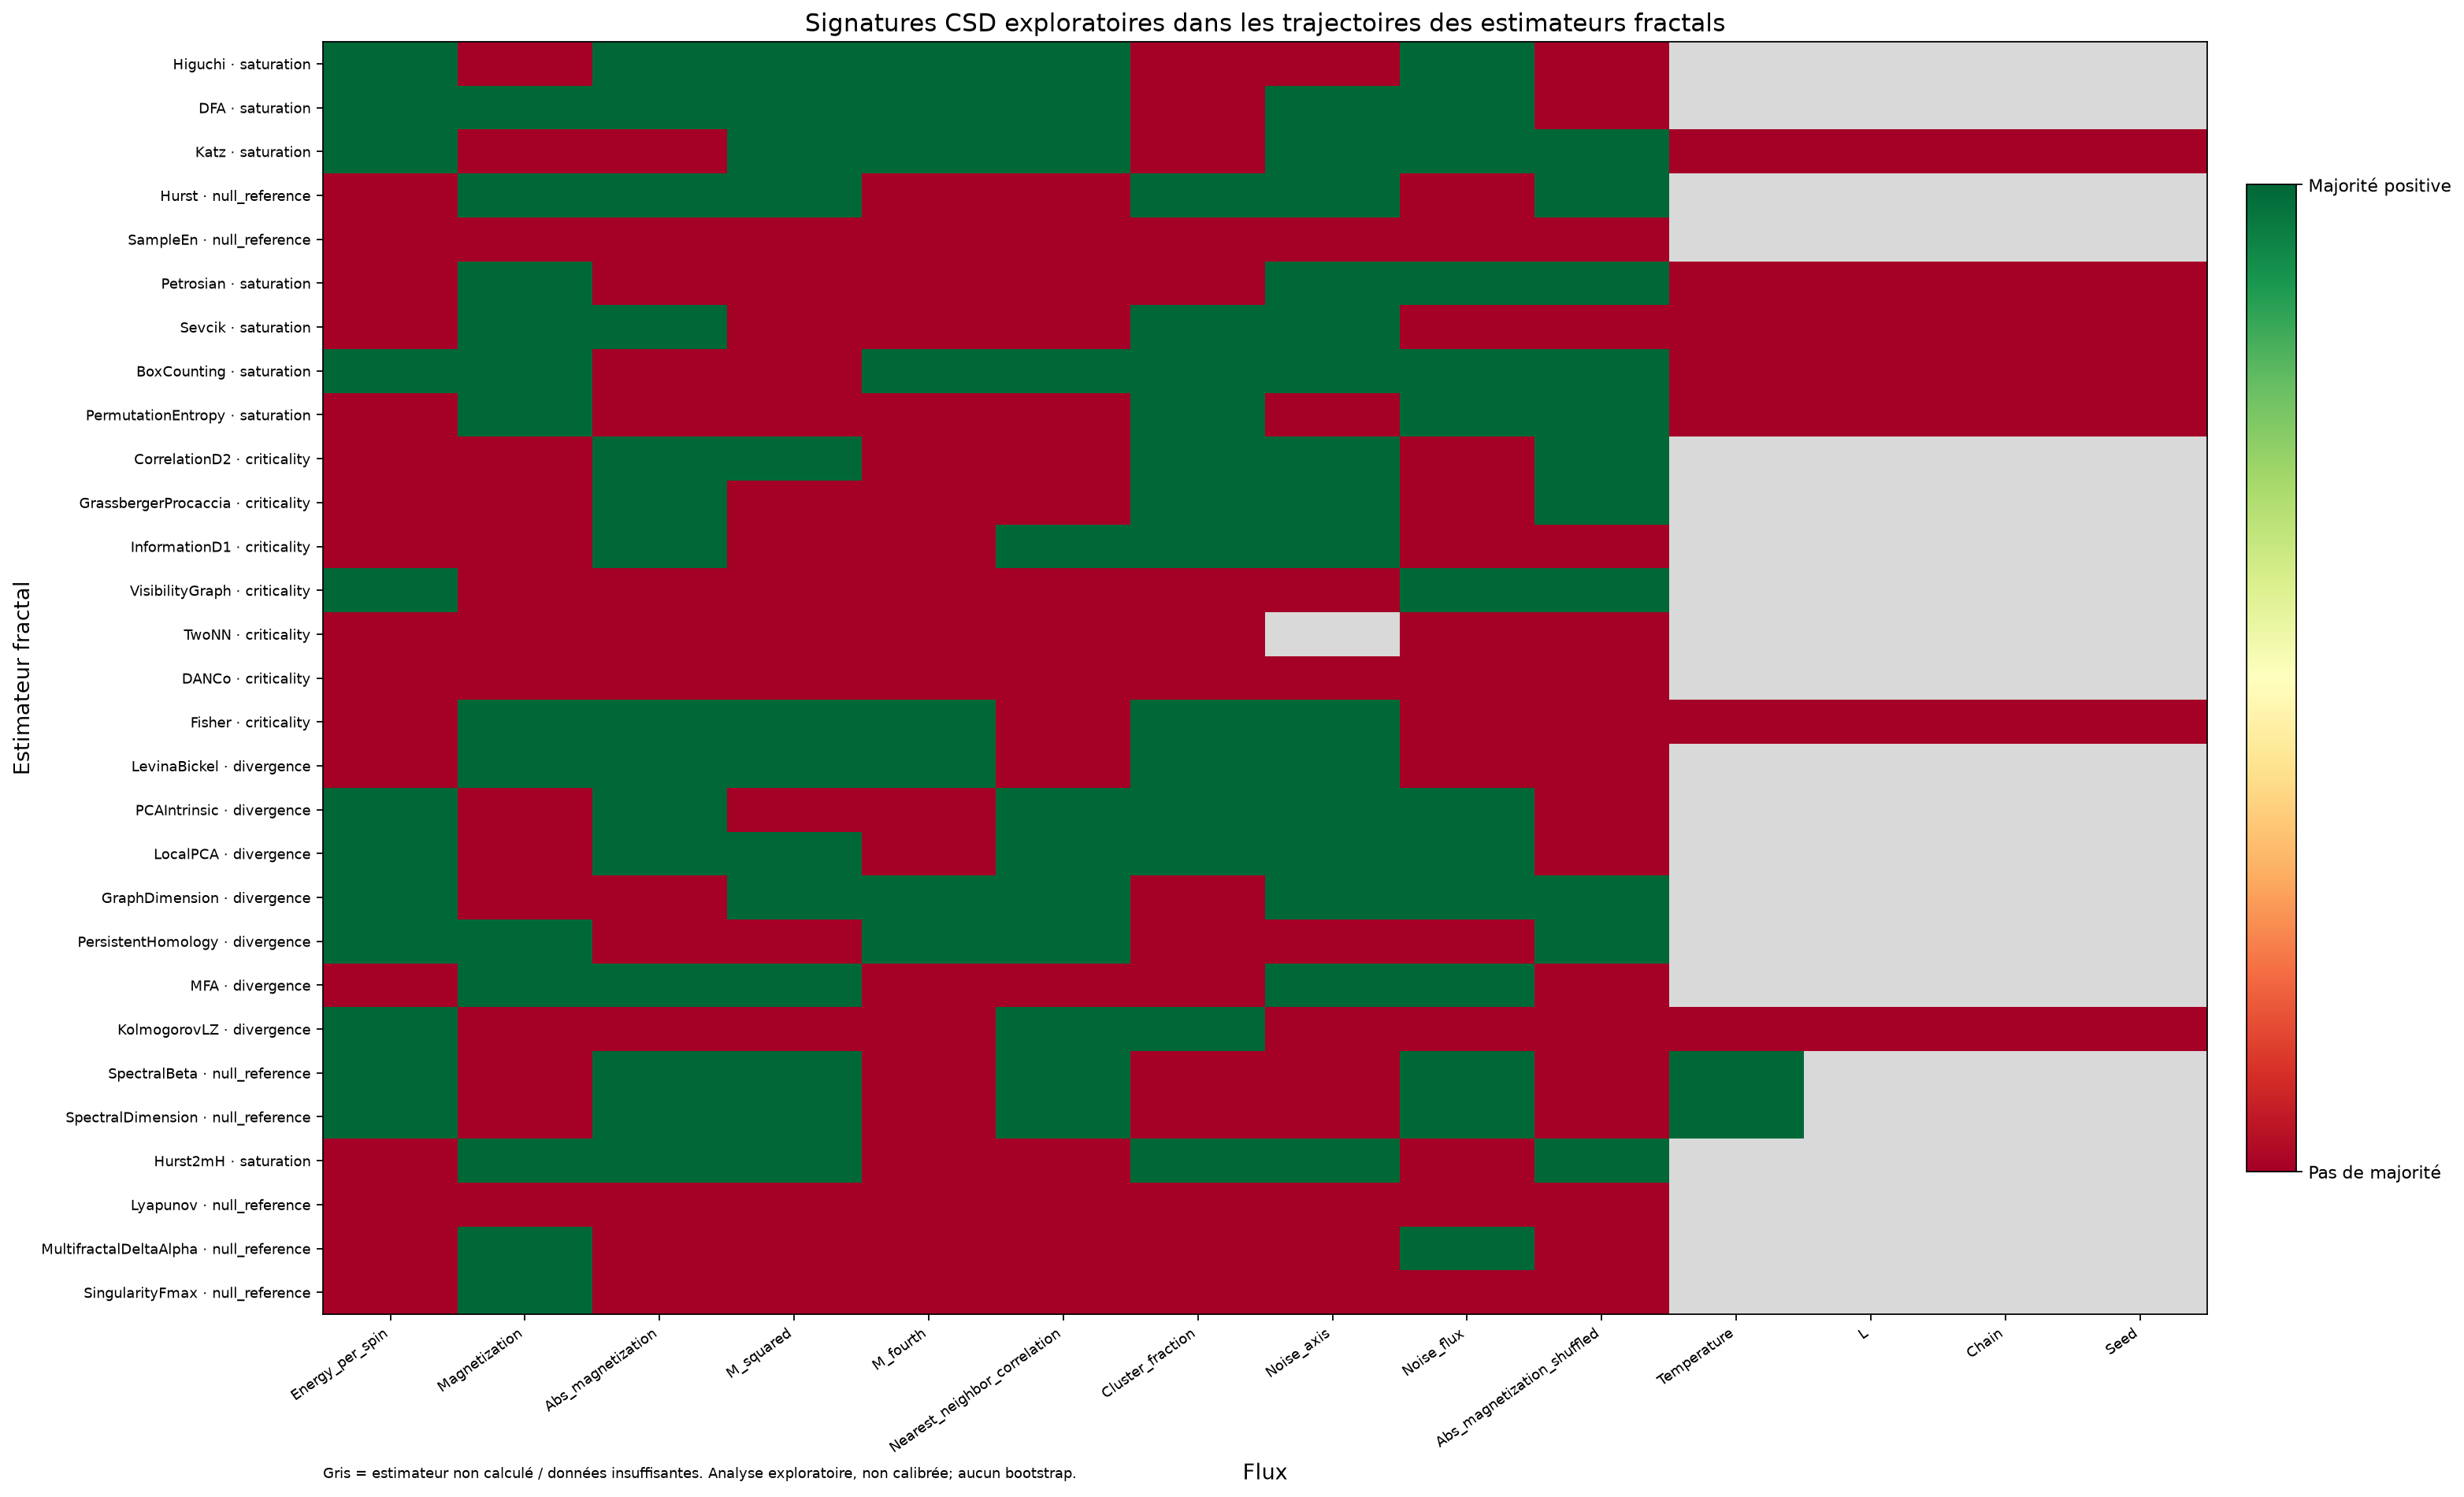 Signatures CSD exploratoires dans les trajectoires des estimateurs fractals
Higuchi · saturation
DFA · saturation
Katz · saturation
Hurst · null_reference
SampleEn · null_reference
Petrosian · saturation
Sevcik · saturation
BoxCounting · saturation
PermutationEntropy · saturation
CorrelationD2 · criticality
GrassbergerProcaccia · criticality
InformationD1 · criticality
VisibilityGraph · criticality
TwoNN · criticality
DANCo · criticality
Fisher · criticality
LevinaBickel · divergence
PCAIntrinsic · divergence
LocalPCA · divergence
GraphDimension · divergence
PersistentHomology · divergence
MFA · divergence
KolmogorovLZ · divergence
SpectralBeta · null_reference
SpectralDimension · null_reference
Hurst2mH · saturation
Lyapunov · null_reference
MultifractalDeltaAlpha · null_reference
SingularityFmax · null_reference
Estimateur fractal
Majorité positive
Pas de majorité
Energy_per_spin
Magnetization
Abs_magnetization
M_squared
M_fourth
Nearest_neighbor_correlation
Cluster_fraction
Noise_axis
Noise_flux
Abs_magnetization_shuffled
Temperature
L
Chain
Seed
Flux
Gris = estimateur non calculé / données insuffisantes. Analyse exploratoire, non calibrée; aucun bootstrap.